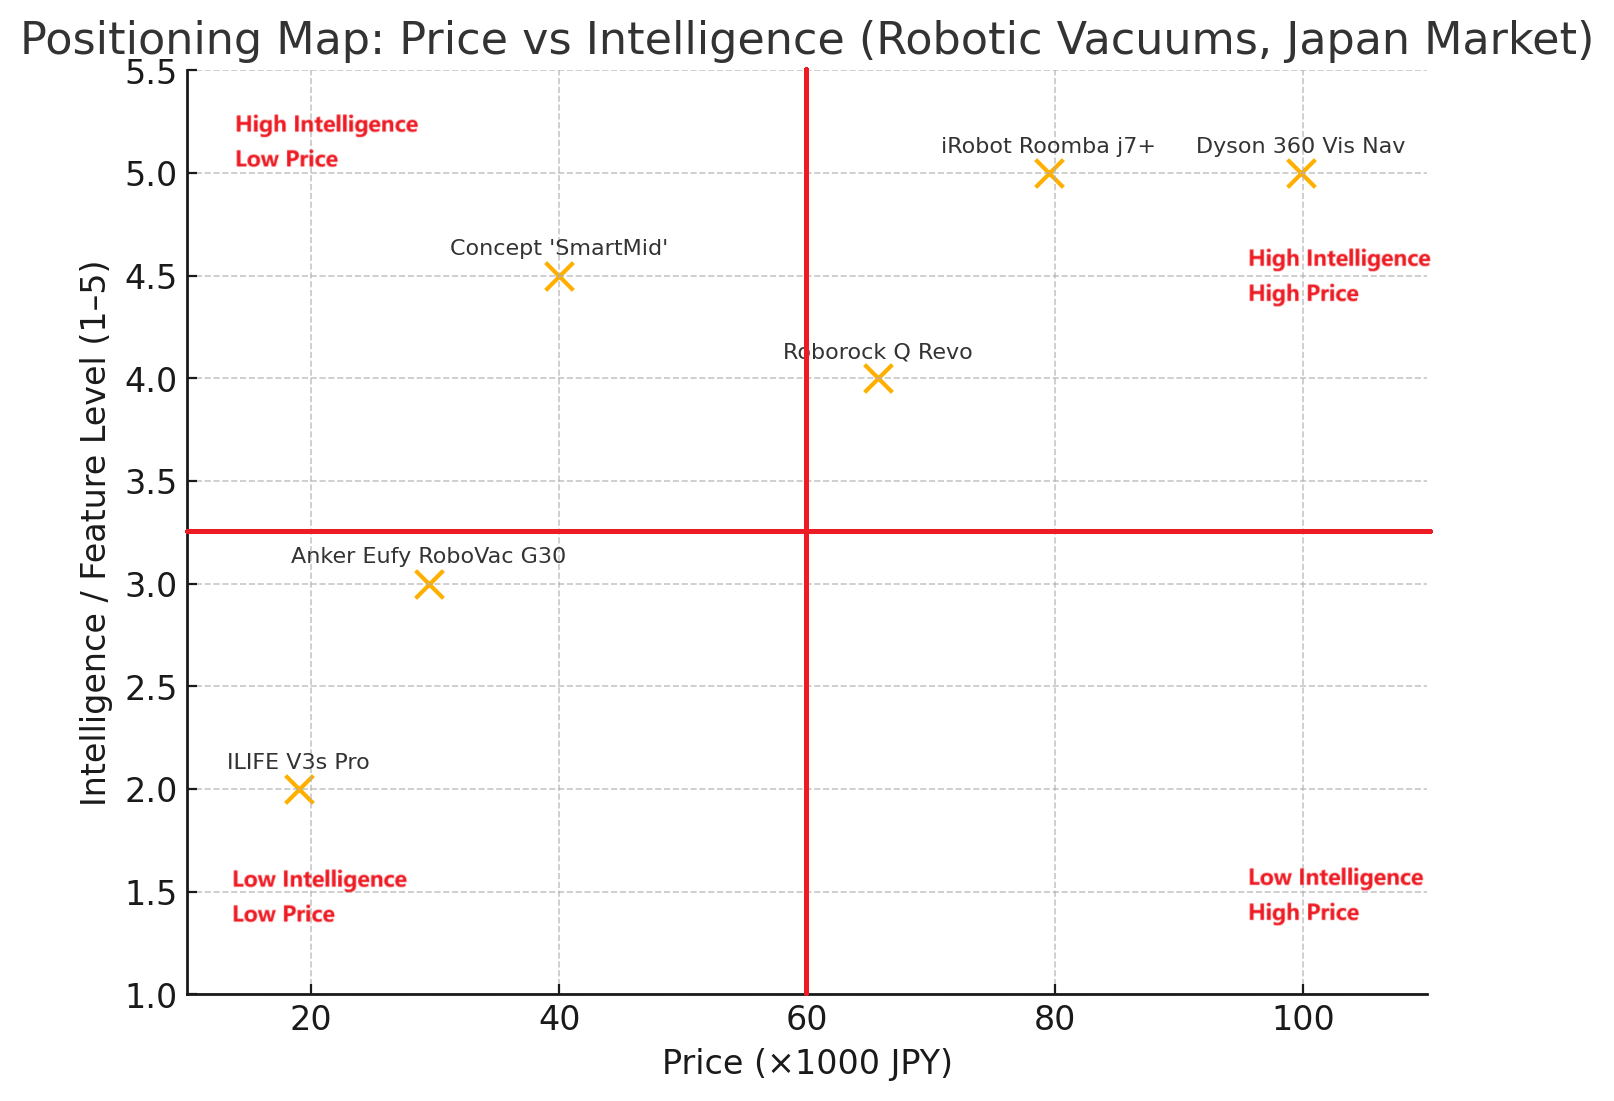 Positioning Map: Price vs Intelligence (Robotic Vacuums, Japan Market)
5.5
High Intelligence
Low Price
iRobot Roomba j7+
Dyson 360 Vis Nav
5.0
Concept 'SmartMid'
High Intelligence
High Price
4.5
Roborock Q Revo
4.0
3.5
Intelligence / Feature Level (1–5)
Anker Eufy RoboVac G30
3.0
2.5
ILIFE V3s Pro
2.0
Low Intelligence
Low Price
Low Intelligence
High Price
1.5
1.0
20 40 60 80 100
Price (×1000 JPY)